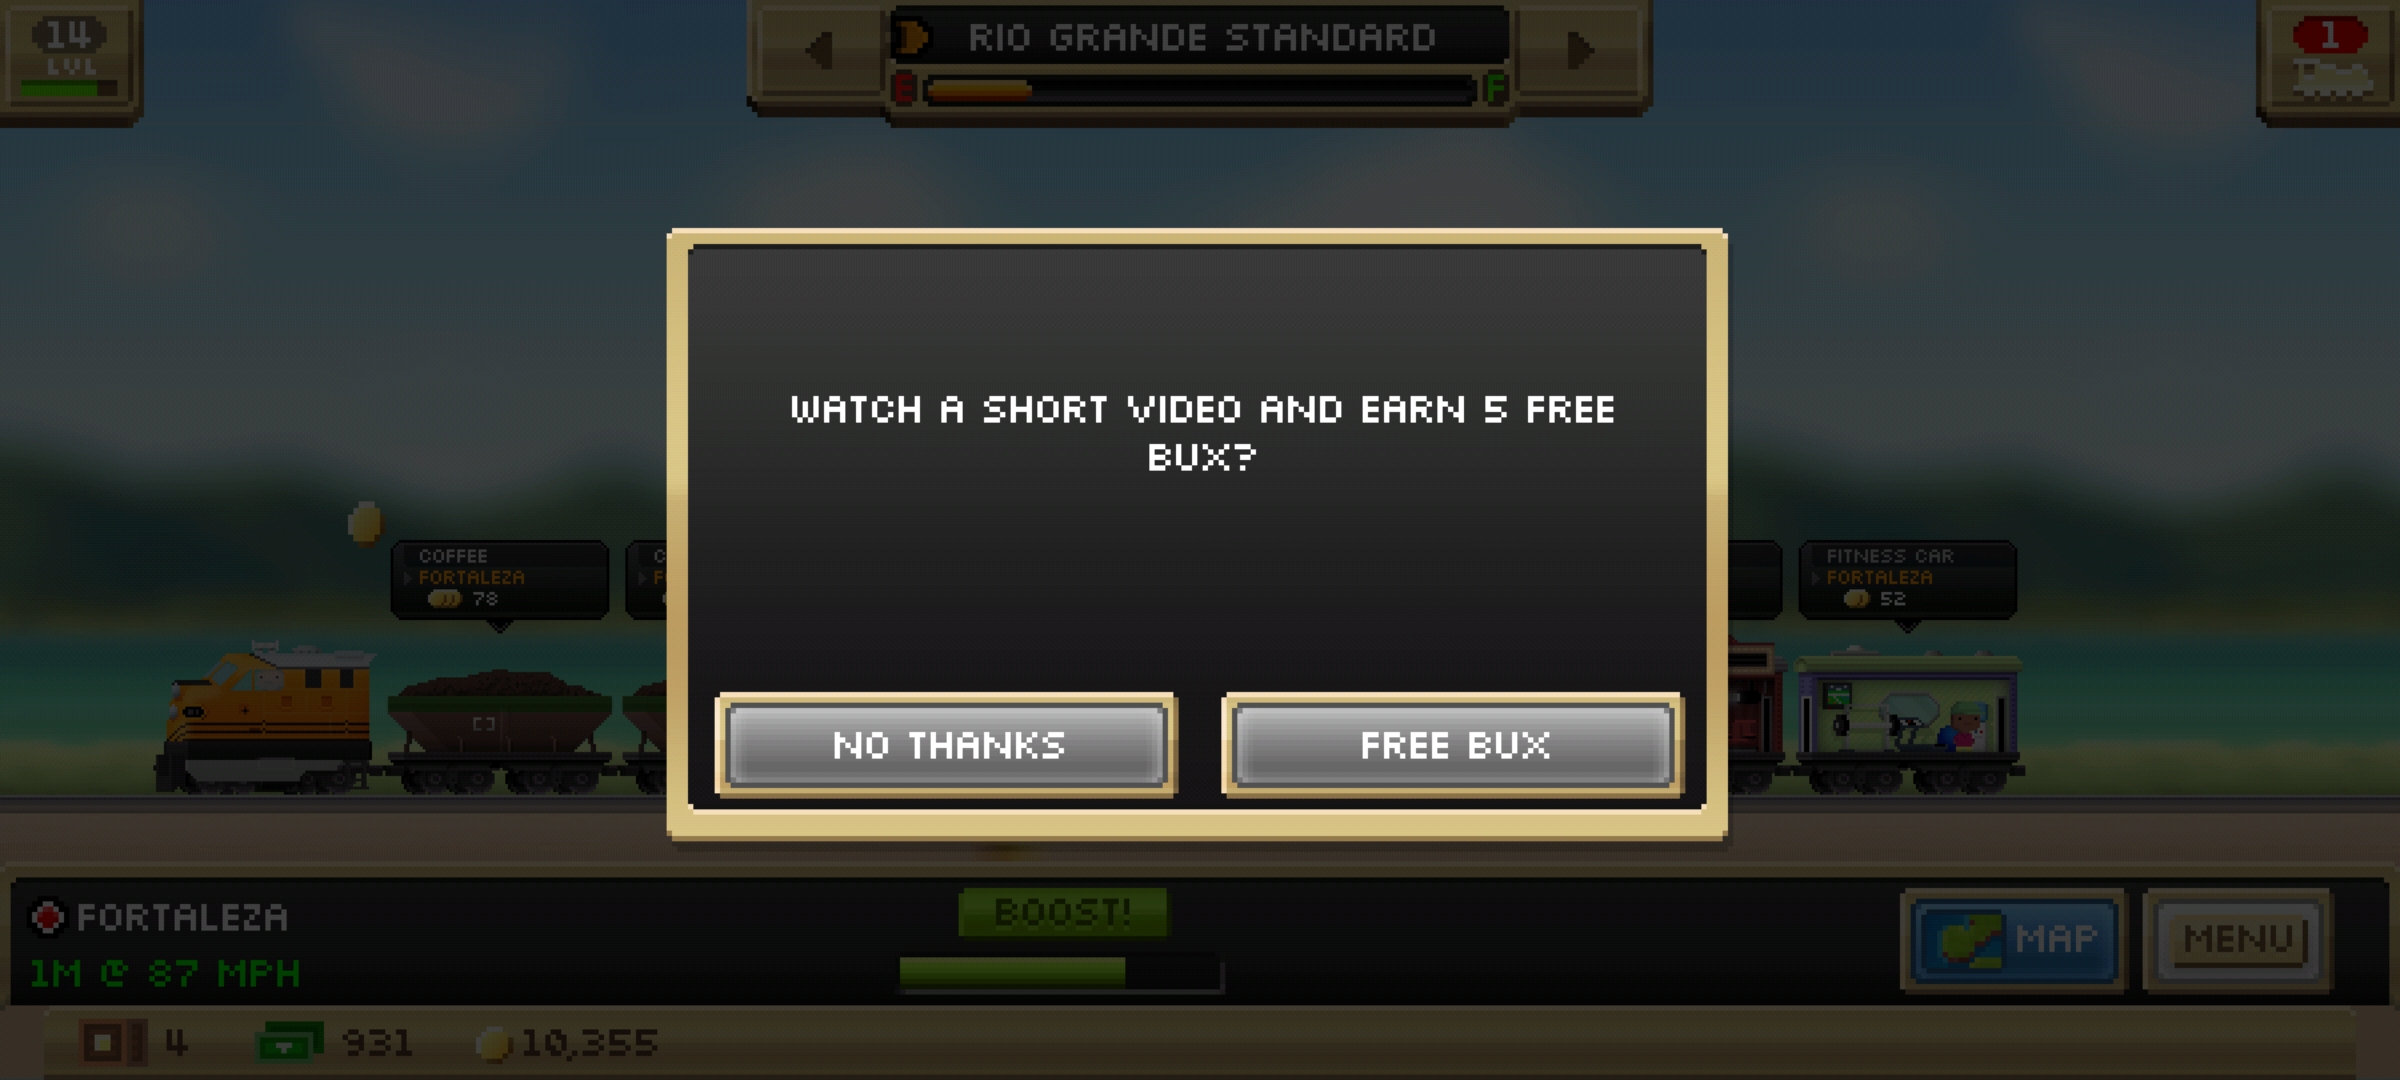 14
LVL
RIO GRANDE STANDARD
E F
1
WATCH A SHORT VIDEO AND EARN 5 FREE
BUX?
COFFEE
FORTALEZA
78
FITNESS CAR
FORTALEZA
52
NO THANKS
FREE BUX
FORTALEZA
1M @ 87 MPH
BOOST!
MAP
MENU
4
931
10,355